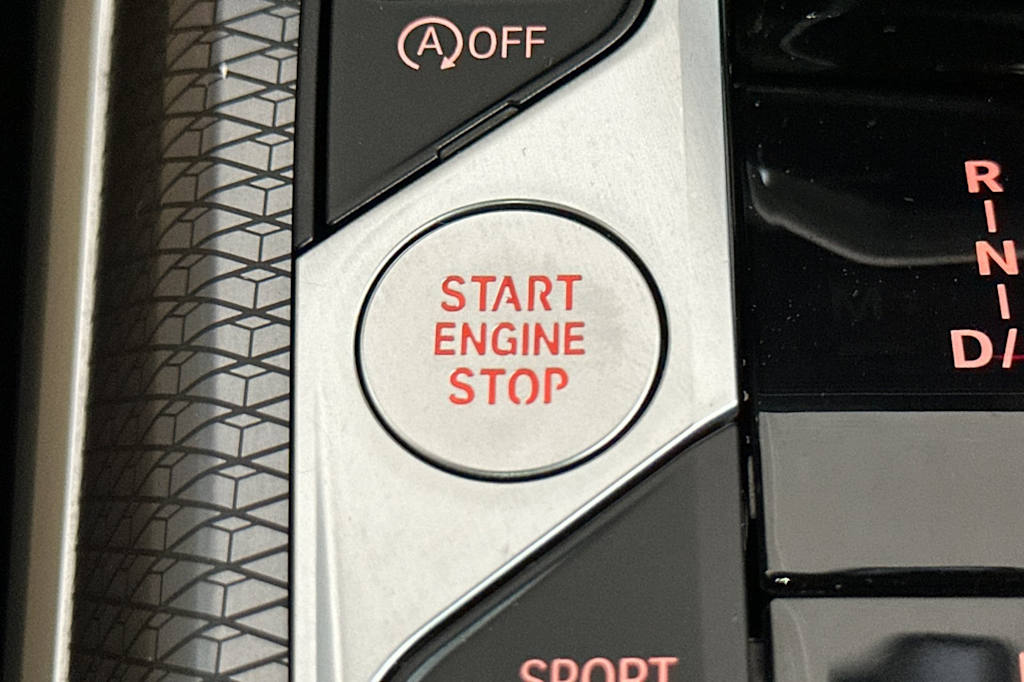 A OFF
START
ENGINE
STOP
R
N
D/
SPORT